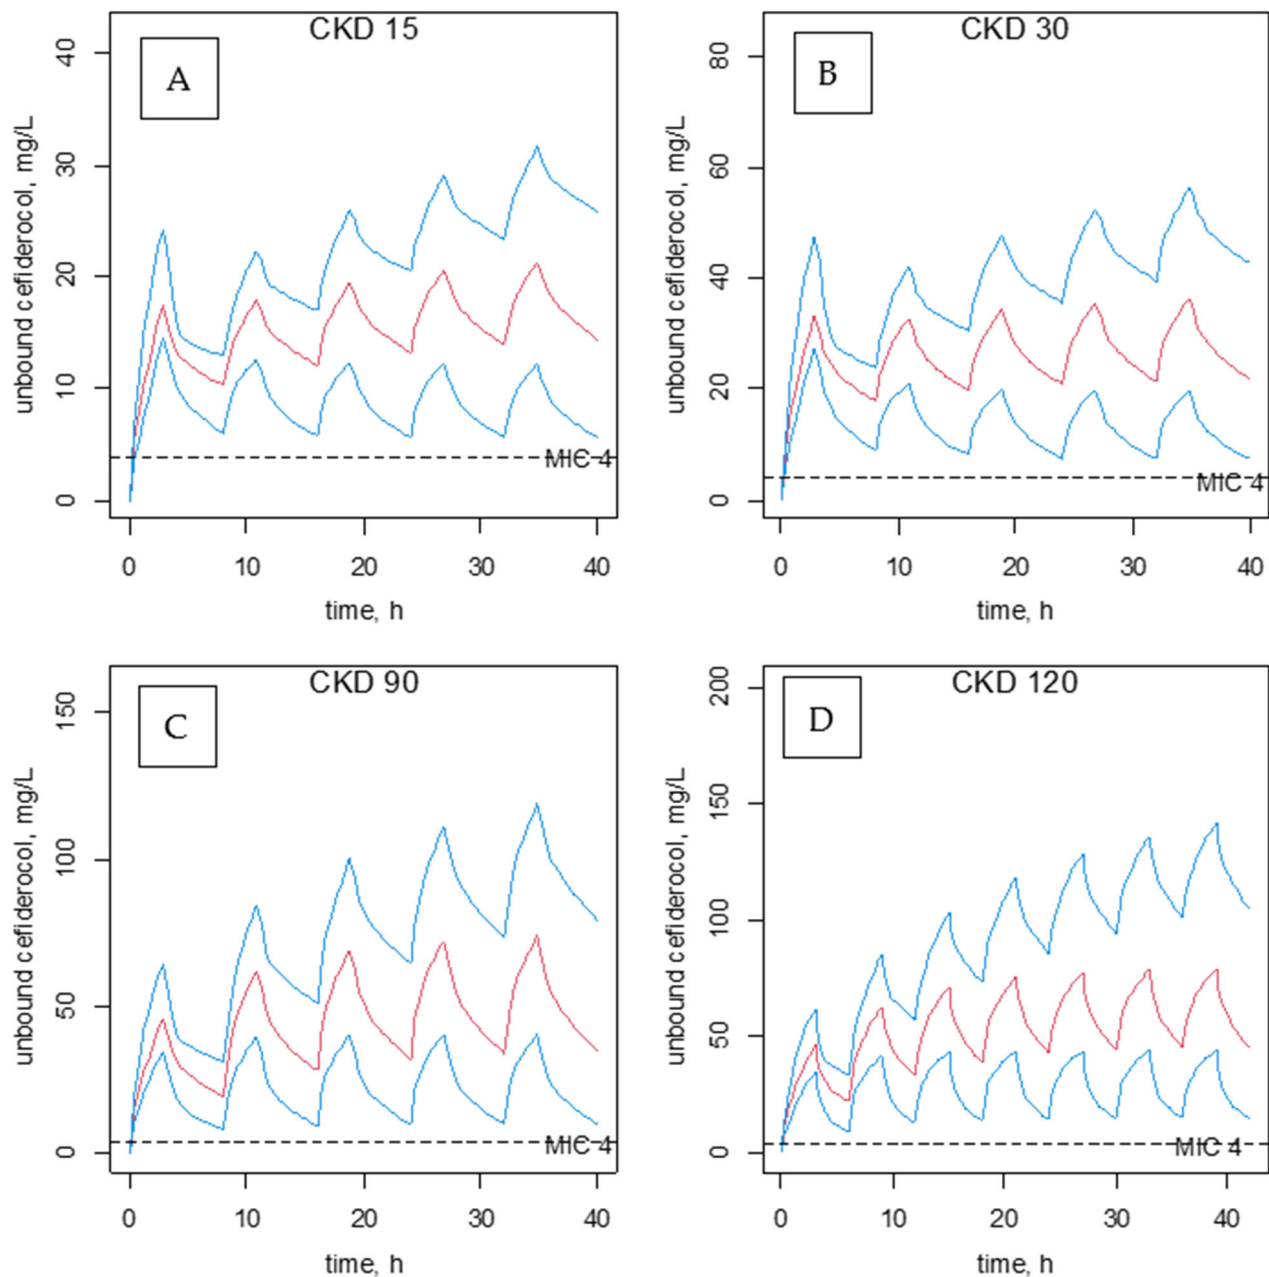 CKD 15
A
unbound cefiderocol, mg/L
40
30
20
10
0
MIC 4
0 10 20 30 40
time, h
CKD 30
B
unbound cefiderocol, mg/L
80
60
40
20
0
MIC 4
0 10 20 30 40
time, h
CKD 90
C
unbound cefiderocol, mg/L
150
100
50
0
MIC 4
0 10 20 30 40
time, h
CKD 120
D
unbound cefiderocol, mg/L
200
150
100
50
0
MIC 4
0 10 20 30 40
time, h